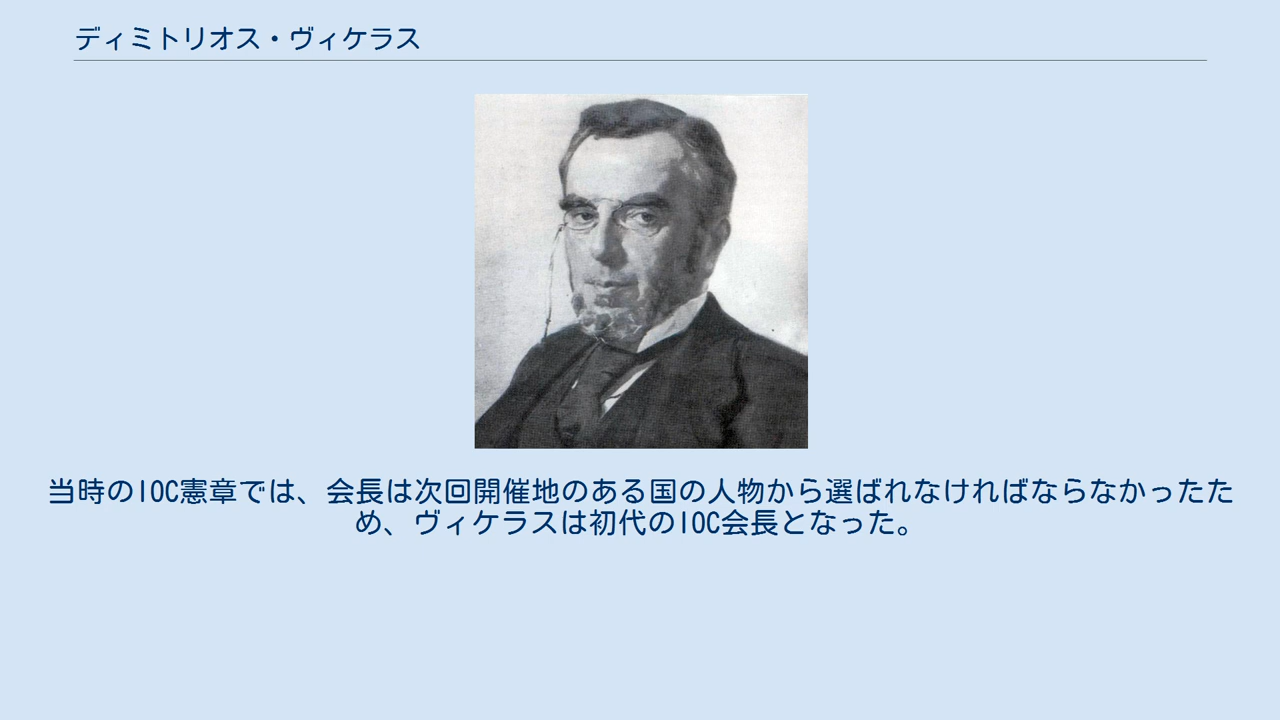 ディミトリオス・ヴィケラス
当時のIOC憲章では、会長は次回開催地のある国の人物から選ばれなければならなかったた
め、ヴィケラスは初代のIOC会長となった。